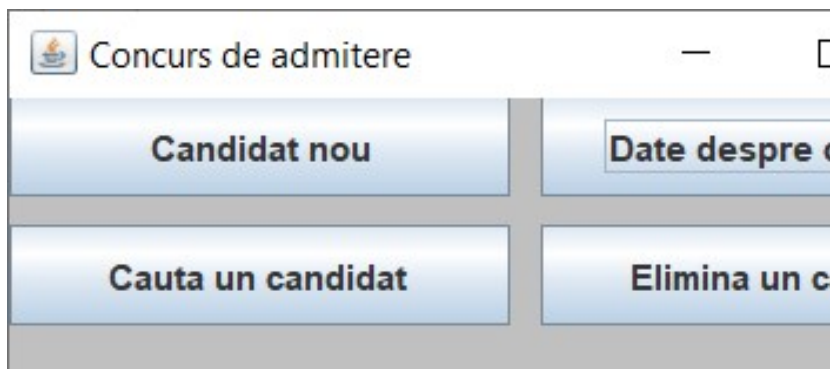 Concurs de admitere
Candidat nou
Date despre
Cauta un candidat
Elimina un